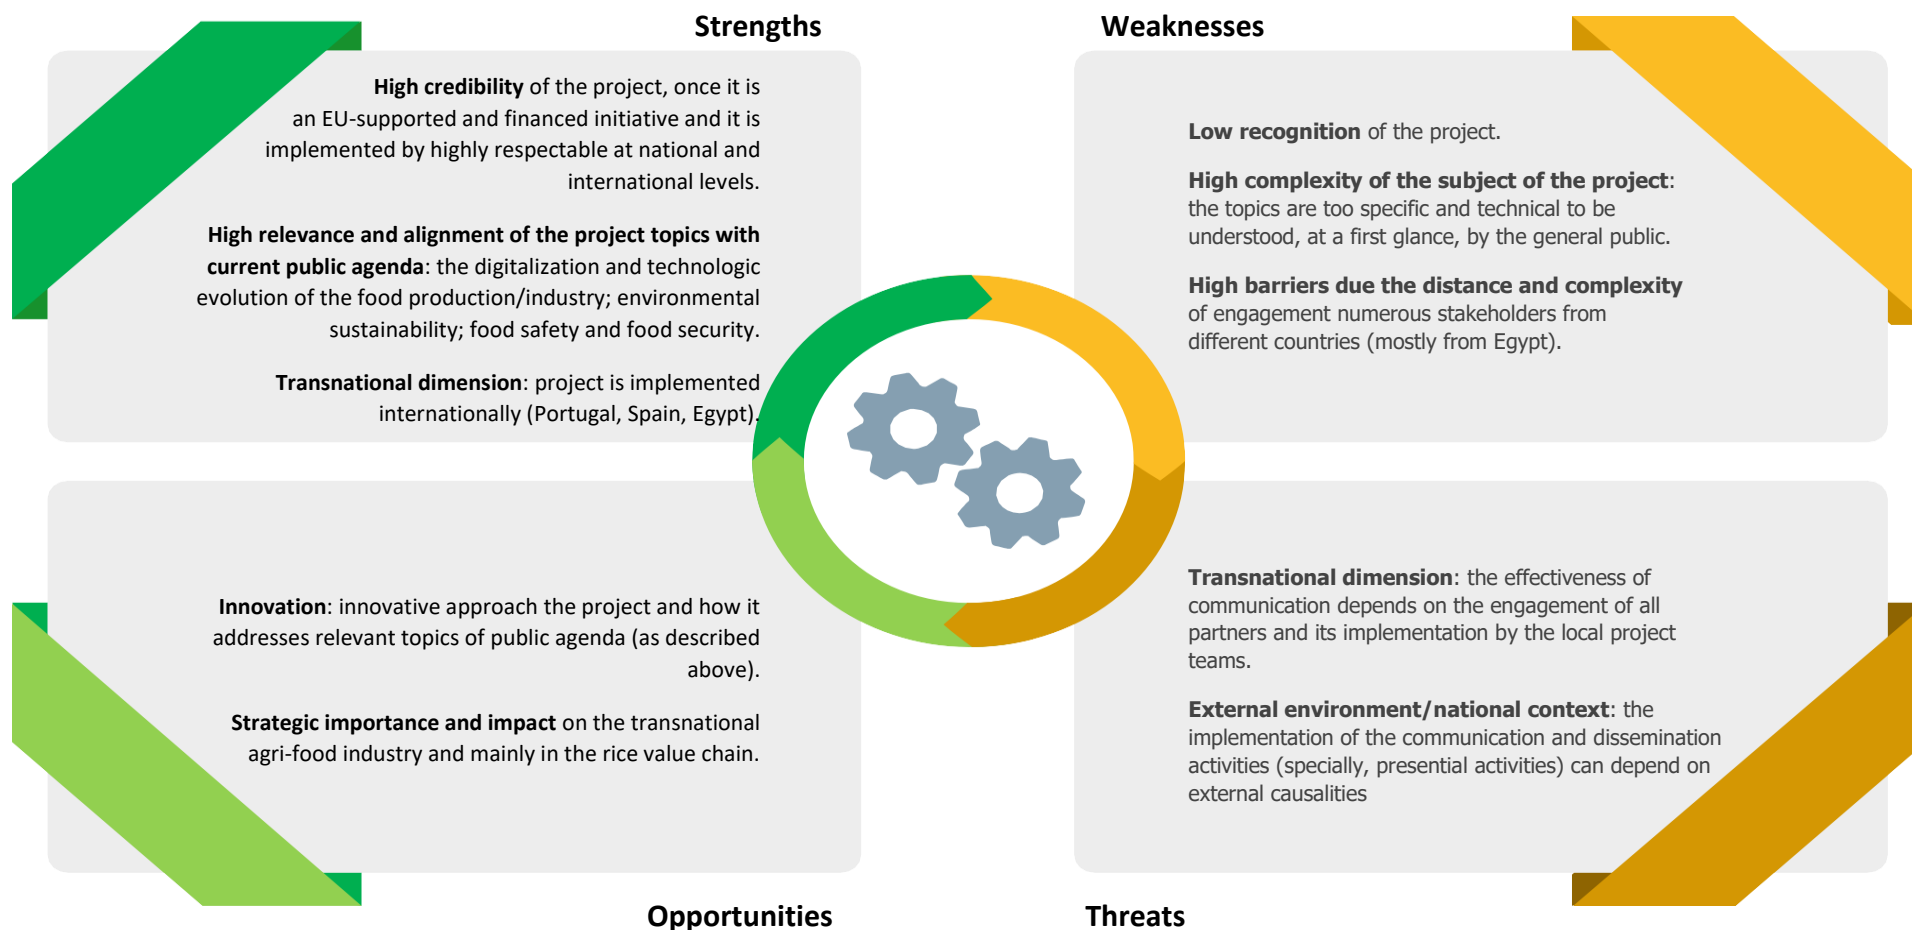 Strengths
High credibility of the project, once it is
an EU-supported and financed initiative and it is
implemented by highly respectable at national and
international levels.
High relevance and alignment of the project topics with
current public agenda: the digitalization and technologic
evolution of the food production/industry; environmental
sustainability; food safety and food security.
Transnational dimension: project is implemented
internationally (Portugal, Spain, Egypt).
Weaknesses
Low recognition of the project.
High complexity of the subject of the project:
the topics are too specific and technical to be
understood, at a first glance, by the general public.
High barriers due the distance and complexity
of engagement numerous stakeholders from
different countries (mostly from Egypt).
Innovation: innovative approach the project and how it
addresses relevant topics of public agenda (as described
above).
Strategic importance and impact on the transnational
agri-food industry and mainly in the rice value chain.
Opportunities
Transnational dimension: the effectiveness of
communication depends on the engagement of all
partners and its implementation by the local project
teams.
External environment/national context: the
implementation of the communication and dissemination
activities (specially, presential activities) can depend on
external causalities
Threats